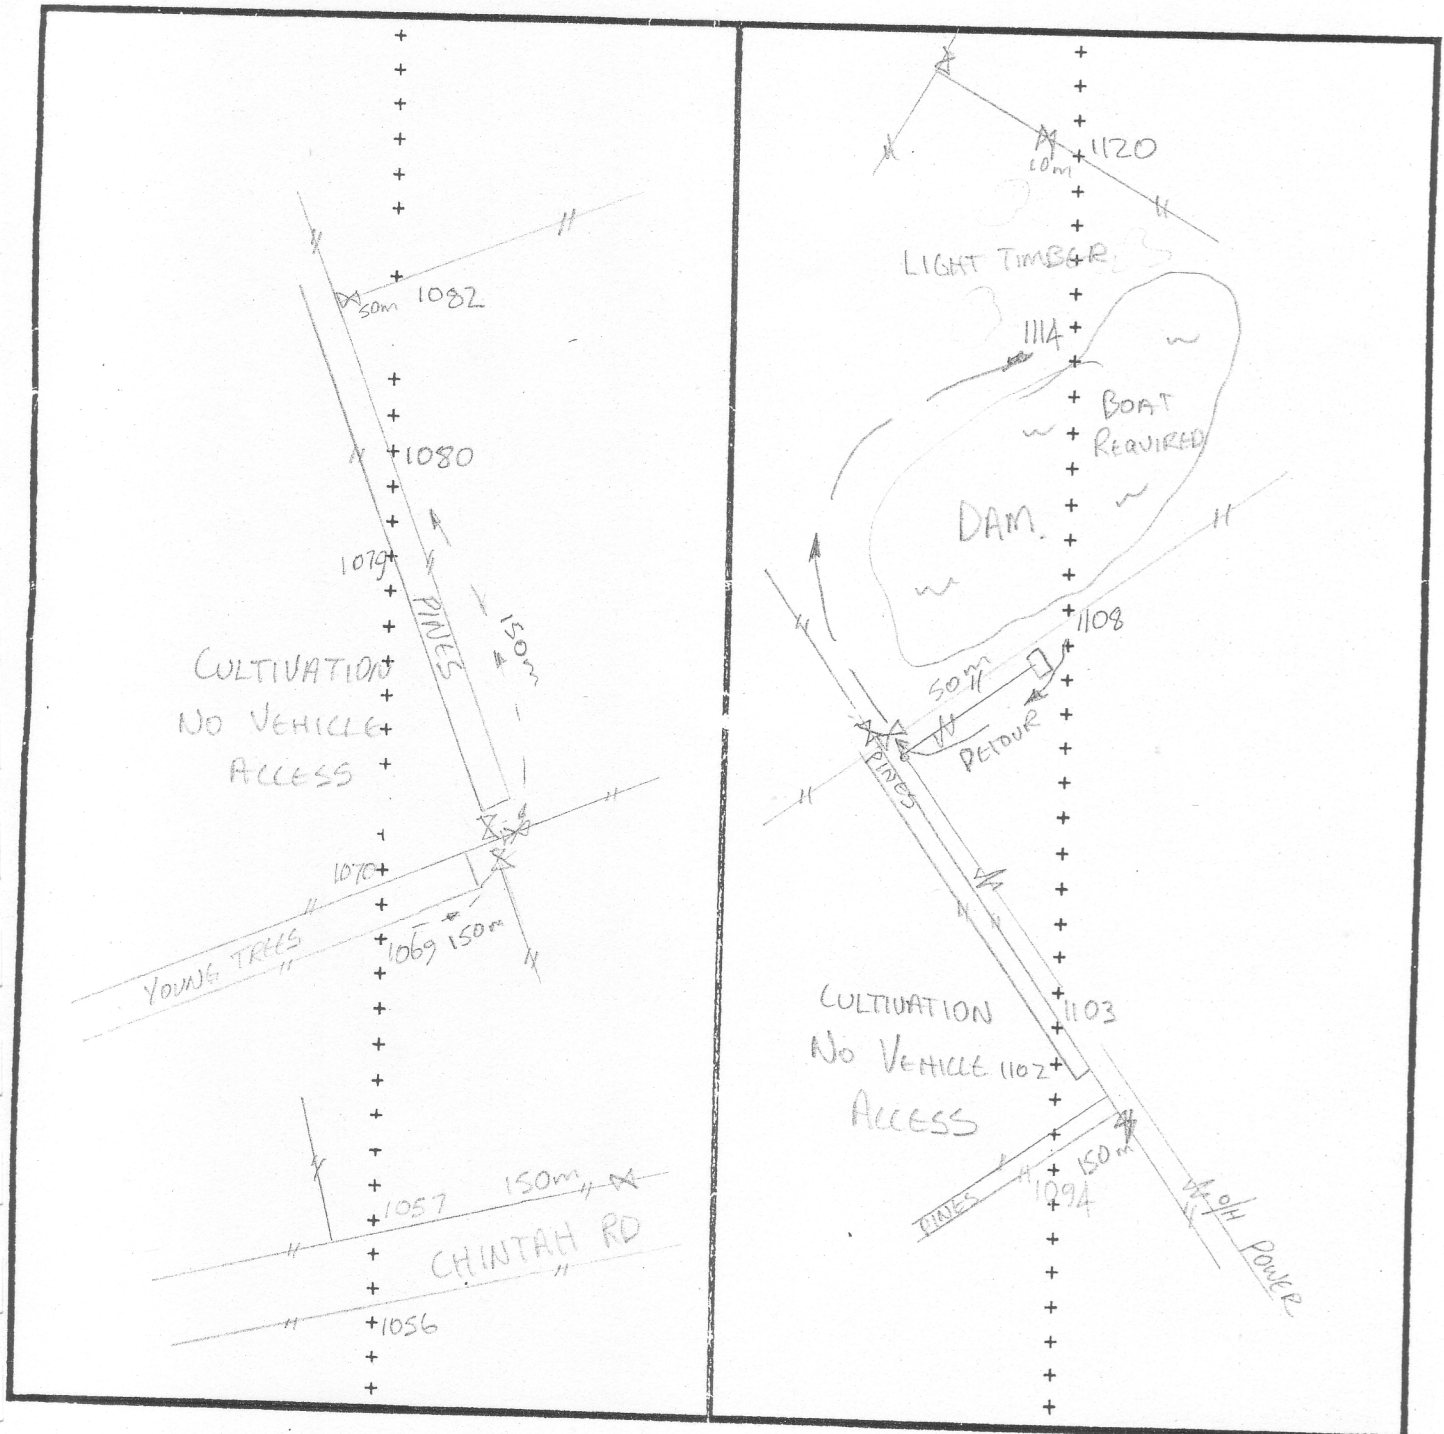 1082
50m
1080
1079
PINES
150m
CULTIVATION
NO VEHICLE
ACCESS
1070
1069 150m
YOUNG TREES
1057
150m
CHINTAH RD
1056
1120
10m
LIGHT TIMBER
1114
BOAT
REQUIRED
DAM.
1108
50m
DETOUR
PINES
1103
CULTIVATION
NO VEHICLE
1102
ACCESS
150m
1094
PINES
O/H POWER